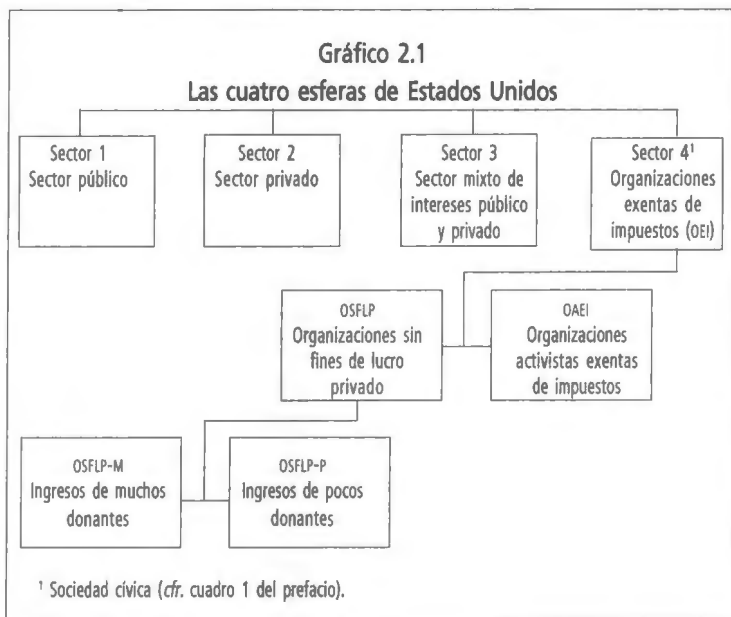 Gráfico 2.1
Las cuatro esferas de Estados Unidos
Sector 1
Sector público
Sector 2
Sector privado
Sector 3
Sector mixto de
intereses público
y privado
Sector 4¹
Organizaciones
exentas de
impuestos (OEI)
OSFLP
Organizaciones sin
fines de lucro
privado
OAEI
Organizaciones
activistas exentas
de impuestos
OSFLP-M
Ingresos de muchos
donantes
OSFLP-P
Ingresos de pocos
donantes
¹ Sociedad cívica (cfr. cuadro 1 del prefacio).